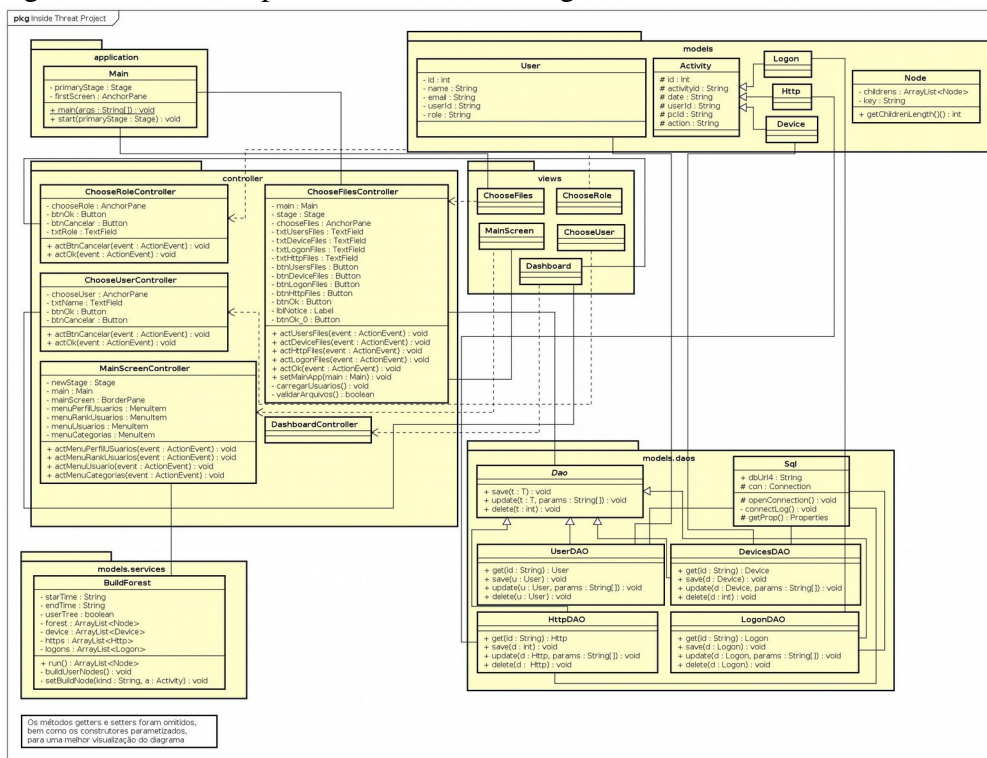 pkg Inside Threat Project
application
Main
- primaryStage : Stage
- firstScreen : AnchorPane
+ main(args : String[]) : void
+ start(primaryStage : Stage) : void
models
User
- id : int
- name : String
- email : String
- userId : String
- role : String
Activity
# id : int
# activityid : String
# date : String
# userId : String
# pcId : String
# action : String
Logon
Http
Device
Node
- childrens : ArrayList<Node>
- key : String
+ getChildrenLength()() : int
controller
ChooseRoleController
- chooseRole : AnchorPane
- btnOk : Button
- btnCancelar : Button
- txtRole : TextField
+ actBtnCancelar(event : ActionEvent) : void
+ actOk(event : ActionEvent) : void
ChooseUserController
- chooseUser : AnchorPane
- txtName : TextField
- btnOk : Button
- btnCancelar : Button
+ actBtnCancelar(event : ActionEvent) : void
+ actOk(event : ActionEvent) : void
MainScreenController
- newStage : Stage
- main : Main
- mainScreen : BorderPane
- menuPerfilUsuarios : MenuItem
- menuRankUsuarios : MenuItem
- menuUsuarios : MenuItem
- menuCategorias : MenuItem
+ actMenuPerfilUSuarios(event : ActionEvent) : void
+ actMenuRankUsuarios(event : ActionEvent) : void
+ actMenuUsuario(event : ActionEvent) : void
+ actMenuCategorias(event : ActionEvent) : void
ChooseFilesController
- main : Main
- stage : Stage
- chooseFiles : AnchorPane
- txtUsersFiles : TextField
- txtDeviceFiles : TextField
- txtLogonFiles : TextField
- txtHttpFiles : TextField
- btnUsersFiles : Button
- btnDeviceFiles : Button
- btnLogonFiles : Button
- btnHttpFiles : Button
- btnOk : Button
- lblNotice : Label
- btnOk_0 : Button
+ actUsersFiles(event : ActionEvent) : void
+ actDeviceFiles(event : ActionEvent) : void
+ actHttpFiles(event : ActionEvent) : void
+ actLogonFiles(event : ActionEvent) : void
+ actOk(event : ActionEvent) : void
+ setMainApp(main : Main) : void
- carregarUsuarios() : void
- validarArquivos() : boolean
DashboardController
views
ChooseFiles
ChooseRole
MainScreen
ChooseUser
Dashboard
models.daos
Dao
+ save(t : T) : void
+ update(t : T, params : String[]) : void
+ delete(t : int) : void
Sql
+ dbUrl4 : String
# con : Connection
# openConnection() : void
- connectLog() : void
# getProp() : Properties
UserDAO
+ get(id : String) : User
+ save(u : User) : void
+ update(u : User, params : String[]) : void
+ delete(u : User) : void
DevicesDAO
+ get(id : String) : Device
+ save(d : Device) : void
+ update(d : Device, params : String[]) : void
+ delete(d : int) : void
HttpDAO
+ get(id : String) : Http
+ save(d : int) : void
+ update(d : Http, params : String[]) : void
+ delete(d : Http) : void
LogonDAO
+ get(id : String) : Logon
+ save(d : Logon) : void
+ update(d : Logon, params : String[]) : void
+ delete(d : Logon) : void
models.services
BuildForest
- starTime : String
- endTime : String
- userTree : boolean
- forest : ArrayList<Node>
- device : ArrayList<Device>
- https : ArrayList<Http>
- logons : ArrayList<Logon>
+ run() : ArrayList<Node>
- buildUserNodes() : void
- setBuildNode(kind : String, a : Activity) : void
Os métodos getters e setters foram omitidos,
bem como os construtores parametizados,
para uma melhor visualização do diagrama